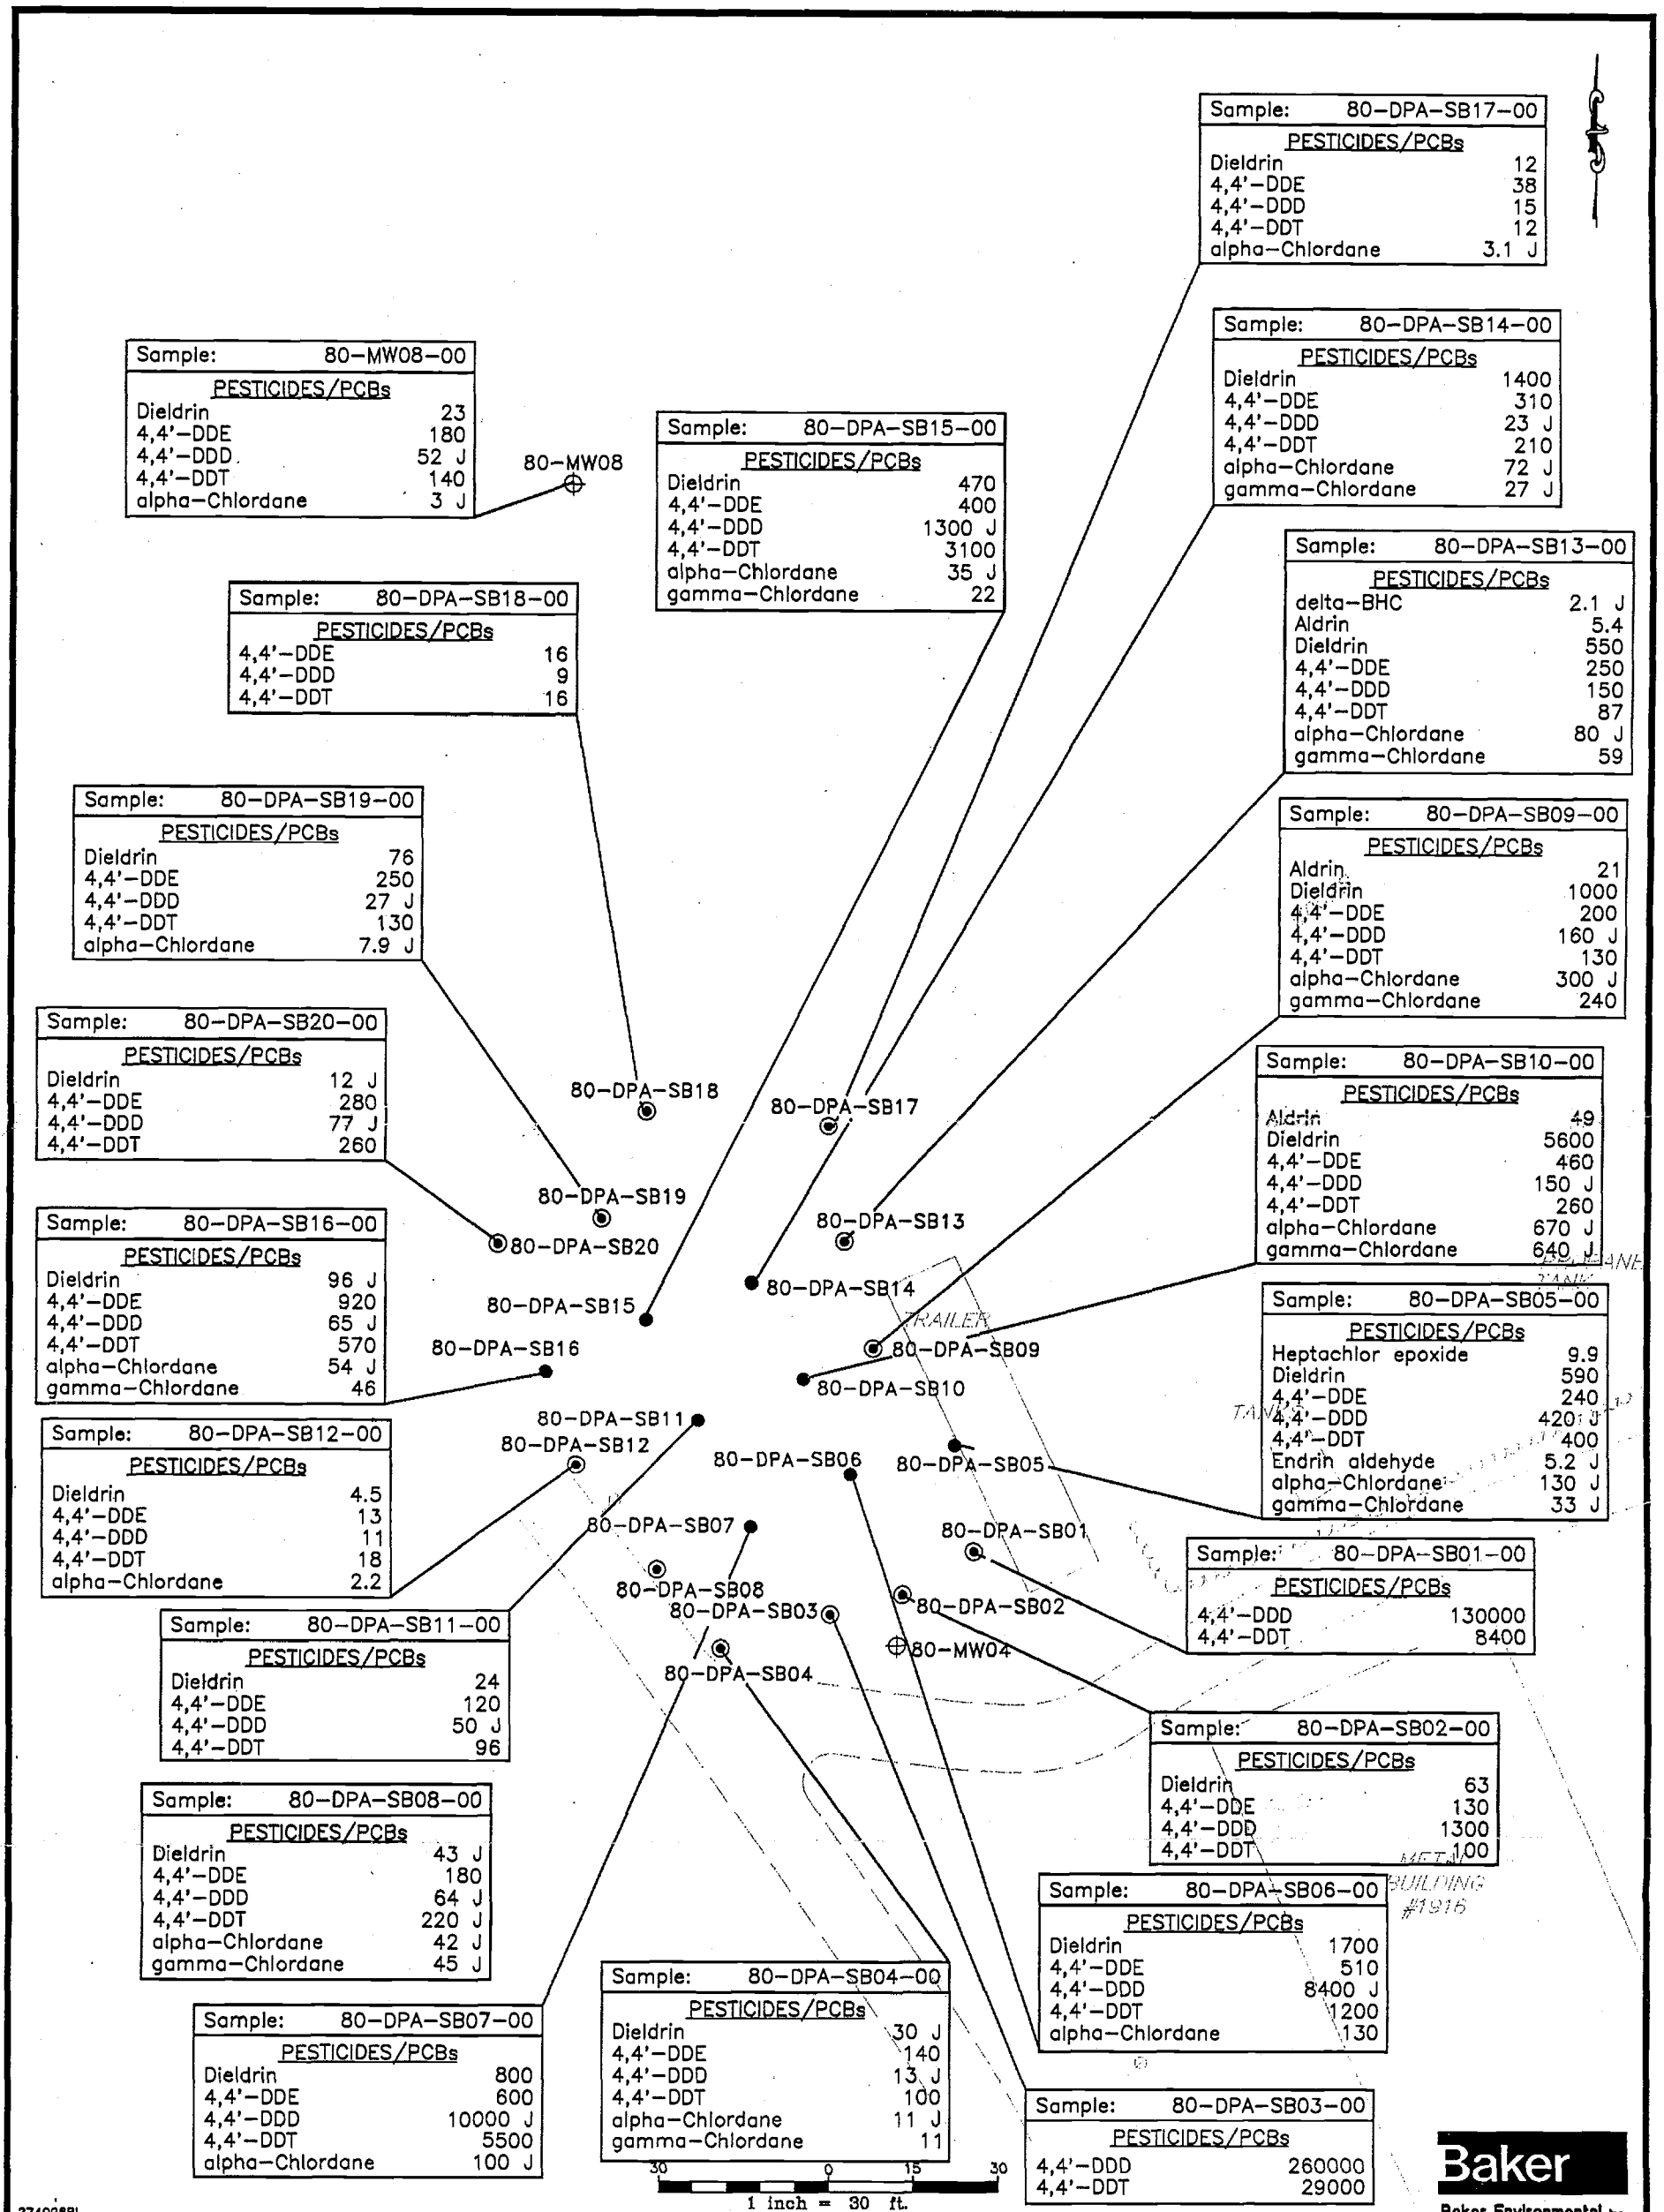 Sample: 80-DPA-SB17-00
PESTICIDES/PCBs
Dieldrin 12
4,4'-DDE 38
4,4'-DDD 15
4,4'-DDT 12
alpha-Chlordane 3.1 J
Sample: 80-DPA-SB14-00
PESTICIDES/PCBs
Dieldrin 1400
4,4'-DDE 310
4,4'-DDD 23 J
4,4'-DDT 210
alpha-Chlordane 72 J
gamma-Chlordane 27 J
Sample: 80-MW08-00
PESTICIDES/PCBs
Dieldrin 23
4,4'-DDE 180
4,4'-DDD 52 J
4,4'-DDT 140
alpha-Chlordane 3 J
80-MW08
Sample: 80-DPA-SB15-00
PESTICIDES/PCBs
Dieldrin 470
4,4'-DDE 400
4,4'-DDD 1300 J
4,4'-DDT 3100
alpha-Chlordane 35 J
gamma-Chlordane 22
Sample: 80-DPA-SB13-00
PESTICIDES/PCBs
delta-BHC 2.1 J
Aldrin 5.4
Dieldrin 550
4,4'-DDE 250
4,4'-DDD 150
4,4'-DDT 87
alpha-Chlordane 80 J
gamma-Chlordane 59
Sample: 80-DPA-SB18-00
PESTICIDES/PCBs
4,4'-DDE 16
4,4'-DDD 9
4,4'-DDT 16
Sample: 80-DPA-SB19-00
PESTICIDES/PCBs
Dieldrin 76
4,4'-DDE 250
4,4'-DDD 27 J
4,4'-DDT 130
alpha-Chlordane 7.9 J
Sample: 80-DPA-SB09-00
PESTICIDES/PCBs
Aldrin 21
Dieldrin 1000
4,4'-DDE 200
4,4'-DDD 160 J
4,4'-DDT 130
alpha-Chlordane 300 J
gamma-Chlordane 240
Sample: 80-DPA-SB20-00
PESTICIDES/PCBs
Dieldrin 12 J
4,4'-DDE 280
4,4'-DDD 77 J
4,4'-DDT 260
Sample: 80-DPA-SB10-00
PESTICIDES/PCBs
Aldrin 49
Dieldrin 5600
4,4'-DDE 460
4,4'-DDD 150 J
4,4'-DDT 260
alpha-Chlordane 670 J
gamma-Chlordane 640 J
TANK
80-DPA-SB18
80-DPA-SB17
80-DPA-SB19
80-DPA-SB20
80-DPA-SB13
80-DPA-SB14
80-DPA-SB15
TRAILER
80-DPA-SB16
80-DPA-SB09
80-DPA-SB10
80-DPA-SB11
80-DPA-SB12
80-DPA-SB06
80-DPA-SB05
80-DPA-SB07
80-DPA-SB01
80-DPA-SB08
80-DPA-SB03
80-DPA-SB02
80-MW04
80-DPA-SB04
Sample: 80-DPA-SB16-00
PESTICIDES/PCBs
Dieldrin 96 J
4,4'-DDE 920
4,4'-DDD 65 J
4,4'-DDT 570
alpha-Chlordane 54 J
gamma-Chlordane 46
Sample: 80-DPA-SB05-00
PESTICIDES/PCBs
Heptachlor epoxide 9.9
Dieldrin 590
4,4'-DDE 240
4,4'-DDD 420 J
4,4'-DDT 400
Endrin aldehyde 5.2 J
alpha-Chlordane 130 J
gamma-Chlordane 33 J
Sample: 80-DPA-SB12-00
PESTICIDES/PCBs
Dieldrin 4.5
4,4'-DDE 13
4,4'-DDD 11
4,4'-DDT 18
alpha-Chlordane 2.2
Sample: 80-DPA-SB01-00
PESTICIDES/PCBs
4,4'-DDD 130000
4,4'-DDT 8400
Sample: 80-DPA-SB11-00
PESTICIDES/PCBs
Dieldrin 24
4,4'-DDE 120
4,4'-DDD 50 J
4,4'-DDT 96
Sample: 80-DPA-SB02-00
PESTICIDES/PCBs
Dieldrin 63
4,4'-DDE 130
4,4'-DDD 1300
4,4'-DDT 100
METAL
BUILDING
#1916
Sample: 80-DPA-SB08-00
PESTICIDES/PCBs
Dieldrin 43 J
4,4'-DDE 180
4,4'-DDD 64 J
4,4'-DDT 220 J
alpha-Chlordane 42 J
gamma-Chlordane 45 J
Sample: 80-DPA-SB06-00
PESTICIDES/PCBs
Dieldrin 1700
4,4'-DDE 510
4,4'-DDD 8400 J
4,4'-DDT 1200
alpha-Chlordane 130
Sample: 80-DPA-SB04-00
PESTICIDES/PCBs
Dieldrin 30 J
4,4'-DDE 140
4,4'-DDD 13 J
4,4'-DDT 100
alpha-Chlordane 11 J
gamma-Chlordane 11
Sample: 80-DPA-SB07-00
PESTICIDES/PCBs
Dieldrin 800
4,4'-DDE 600
4,4'-DDD 10000 J
4,4'-DDT 5500
alpha-Chlordane 100 J
Sample: 80-DPA-SB03-00
PESTICIDES/PCBs
4,4'-DDD 260000
4,4'-DDT 29000
30 0 15 30
1 inch = 30 ft.
Baker
Baker Environmental